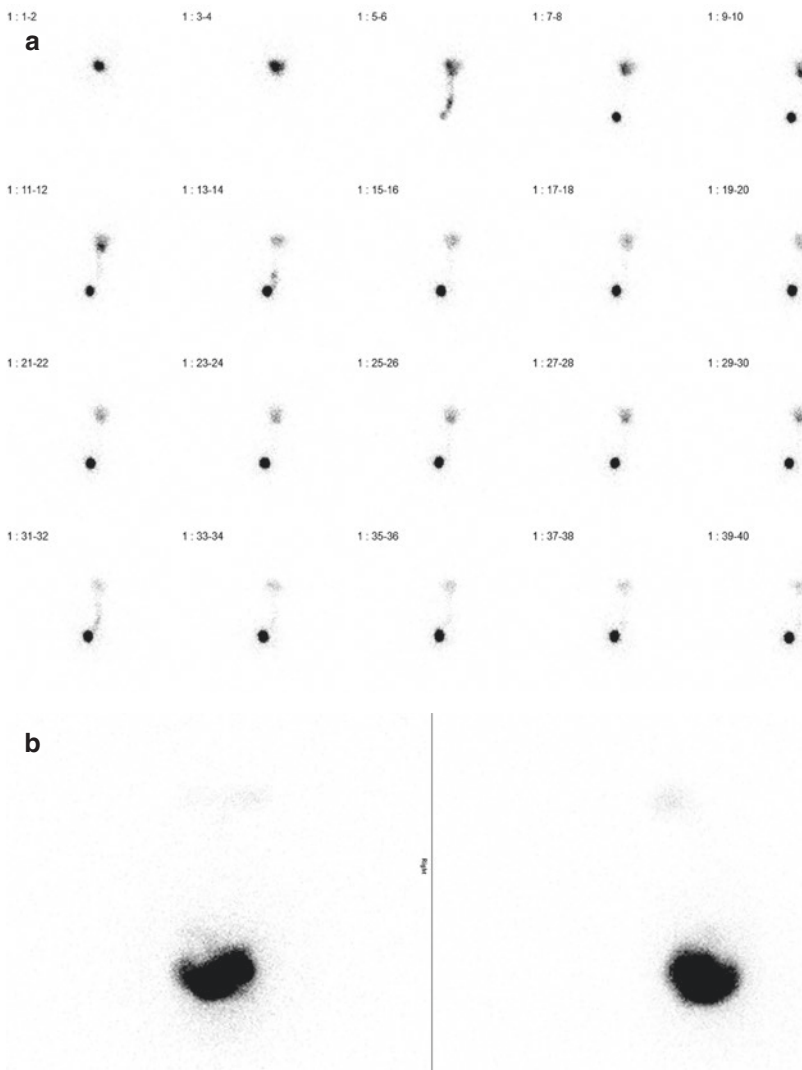 1 : 1-2 1 : 3-4 1 : 5-6 1 : 7-8 1 : 9-10
a
1 : 11-12 1 : 13-14 1 : 15-16 1 : 17-18 1 : 19-20
1 : 21-22 1 : 23-24 1 : 25-26 1 : 27-28 1 : 29-30
1 : 31-32 1 : 33-34 1 : 35-36 1 : 37-38 1 : 39-40
b
Right